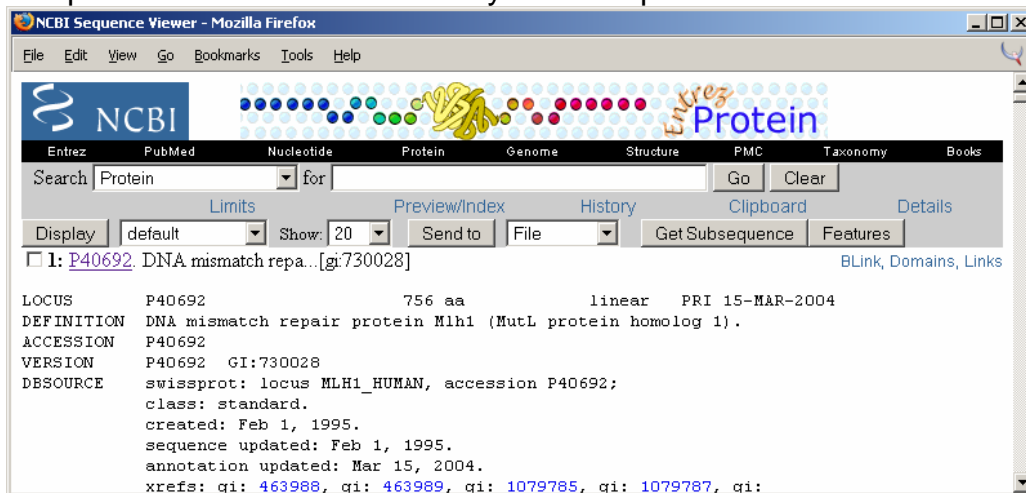 NCBI Sequence Viewer - Mozilla Firefox
File Edit View Go Bookmarks Tools Help
NCBI Entrez Protein
Entrez PubMed Nucleotide Protein Genome Structure PMC Taxonomy Books
Search Protein for Go Clear
Limits Preview/Index History Clipboard Details
Display default Show: 20 Send to File Get Subsequence Features
1: P40692. DNA mismatch repa...[gi:730028] BLink, Domains, Links
LOCUS P40692 756 aa linear PRI 15-MAR-2004
DEFINITION DNA mismatch repair protein Mlh1 (MutL protein homolog 1).
ACCESSION P40692
VERSION P40692 GI:730028
DBSOURCE swissprot: locus MLH1_HUMAN, accession P40692;
class: standard.
created: Feb 1, 1995.
sequence updated: Feb 1, 1995.
annotation updated: Mar 15, 2004.
xrefs: gi: 463988, gi: 463989, gi: 1079785, gi: 1079787, gi: